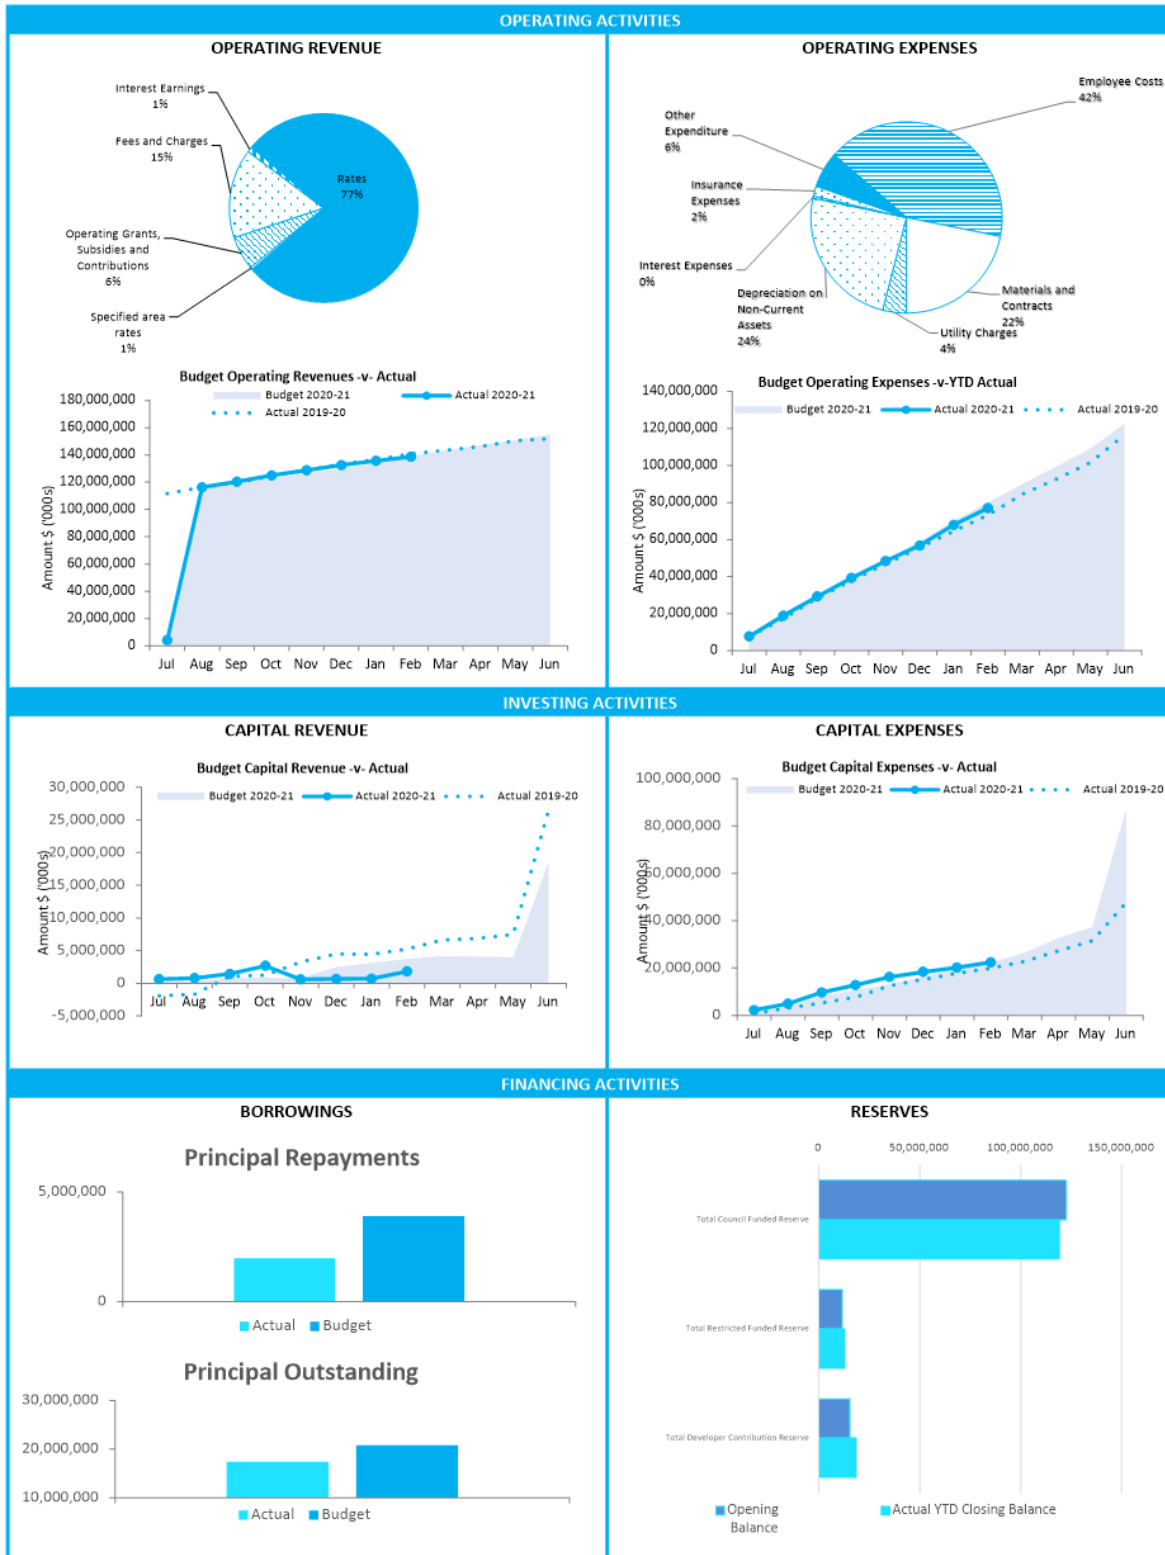 OPERATING ACTIVITIES
OPERATING REVENUE
Interest Earnings
1%
Fees and Charges
15%
Rates
77%
Operating Grants,
Subsidies and
Contributions
6%
Specified area
rates
1%
Budget Operating Revenues -v- Actual
Budget 2020-21
Actual 2020-21
Actual 2019-20
Amount $ ('000s)
180,000,000
160,000,000
140,000,000
120,000,000
100,000,000
80,000,000
60,000,000
40,000,000
20,000,000
0
Jul Aug Sep Oct Nov Dec Jan Feb Mar Apr May Jun
OPERATING EXPENSES
Employee Costs
42%
Other
Expenditure
6%
Insurance
Expenses
2%
Interest Expenses
0%
Depreciation on
Non-Current
Assets
24%
Utility Charges
4%
Materials and
Contracts
22%
Budget Operating Expenses -v-YTD Actual
Budget 2020-21
Actual 2020-21
Actual 2019-20
Amount $ ('000s)
140,000,000
120,000,000
100,000,000
80,000,000
60,000,000
40,000,000
20,000,000
0
Jul Aug Sep Oct Nov Dec Jan Feb Mar Apr May Jun
INVESTING ACTIVITIES
CAPITAL REVENUE
Budget Capital Revenue -v- Actual
Budget 2020-21
Actual 2020-21
Actual 2019-20
Amount $ ('000s)
30,000,000
25,000,000
20,000,000
15,000,000
10,000,000
5,000,000
0
-5,000,000
Jul Aug Sep Oct Nov Dec Jan Feb Mar Apr May Jun
CAPITAL EXPENSES
Budget Capital Expenses -v- Actual
Budget 2020-21
Actual 2020-21
Actual 2019-20
Amount $ ('000s)
100,000,000
80,000,000
60,000,000
40,000,000
20,000,000
0
Jul Aug Sep Oct Nov Dec Jan Feb Mar Apr May Jun
FINANCING ACTIVITIES
BORROWINGS
Principal Repayments
5,000,000
0
Actual
Budget
Principal Outstanding
30,000,000
20,000,000
10,000,000
Actual
Budget
RESERVES
0 50,000,000 100,000,000 150,000,000
Total Council Funded Reserve
Total Restricted Funded Reserve
Total Developer Contribution Reserve
Opening
Balance
Actual YTD Closing Balance